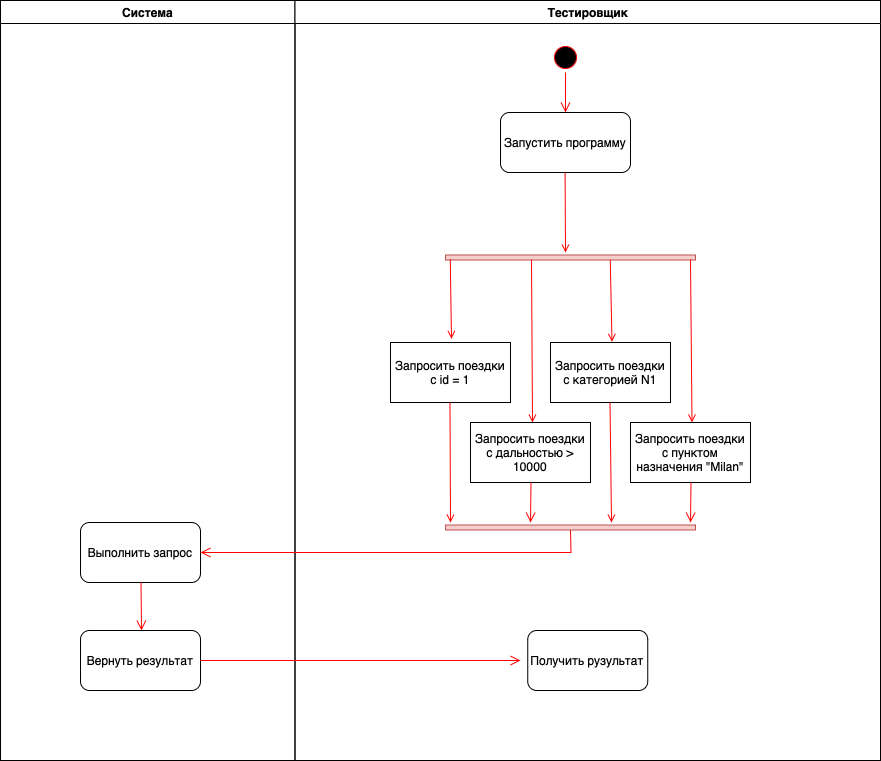 Система
Тестировщик
Запустить программу
Запросить поездки
с id = 1
Запросить поездки
с категорией N1
Запросить поездки
с дальностью >
10000
Запросить поездки
с пунктом
назначения "Milan"
Выполнить запрос
Вернуть результат
Получить рузультат